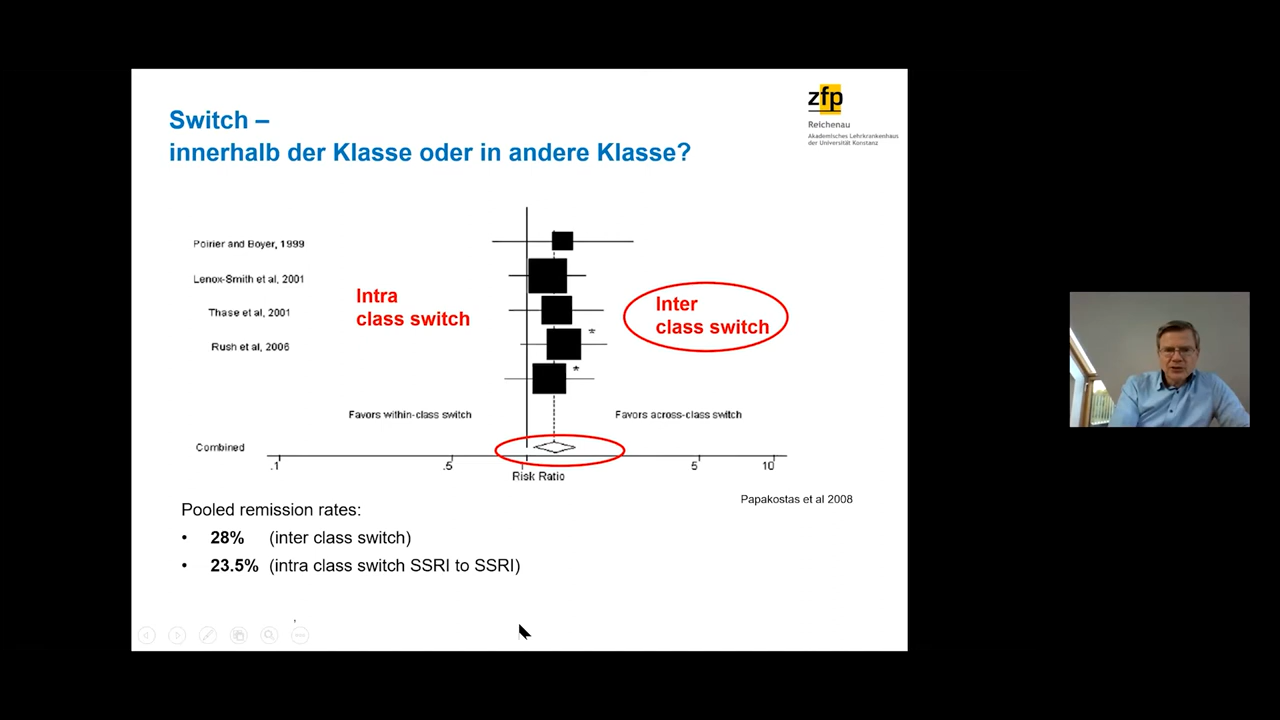 Switch –
innerhalb der Klasse oder in andere Klasse?
zfp
Reichenau
Akademisches Lehrkrankenhaus
der Universität Konstanz
Poirier and Boyer, 1999
Lenox-Smith et al, 2001
Thase et al, 2001
Rush et al, 2006
Intra
class switch
Inter
class switch
*
*
Favors within-class switch
Favors across-class switch
Combined
.1 .5 1 5 10
Risk Ratio
Papakostas et al 2008
Pooled remission rates:
• 28% (inter class switch)
• 23.5% (intra class switch SSRI to SSRI)